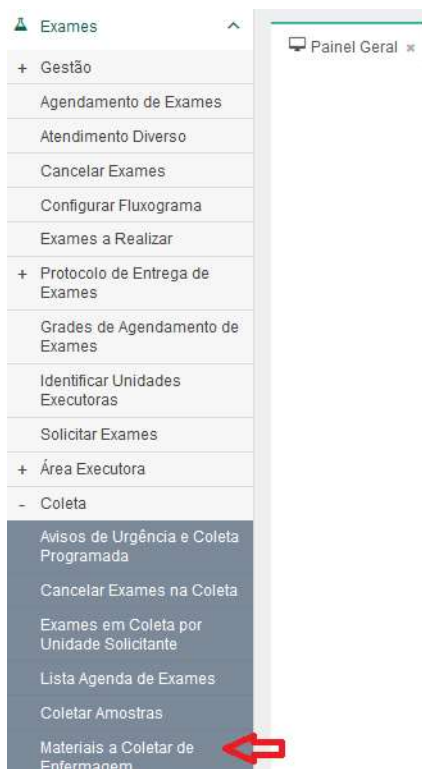 Exames
Painel Geral ×
+ Gestão
Agendamento de Exames
Atendimento Diverso
Cancelar Exames
Configurar Fluxograma
Exames a Realizar
+ Protocolo de Entrega de
Exames
Grades de Agendamento de
Exames
Identificar Unidades
Executoras
Solicitar Exames
+ Área Executora
- Coleta
Avisos de Urgência e Coleta
Programada
Cancelar Exames na Coleta
Exames em Coleta por
Unidade Solicitante
Lista Agenda de Exames
Coletar Amostras
Materiais a Coletar de
Enfermagem